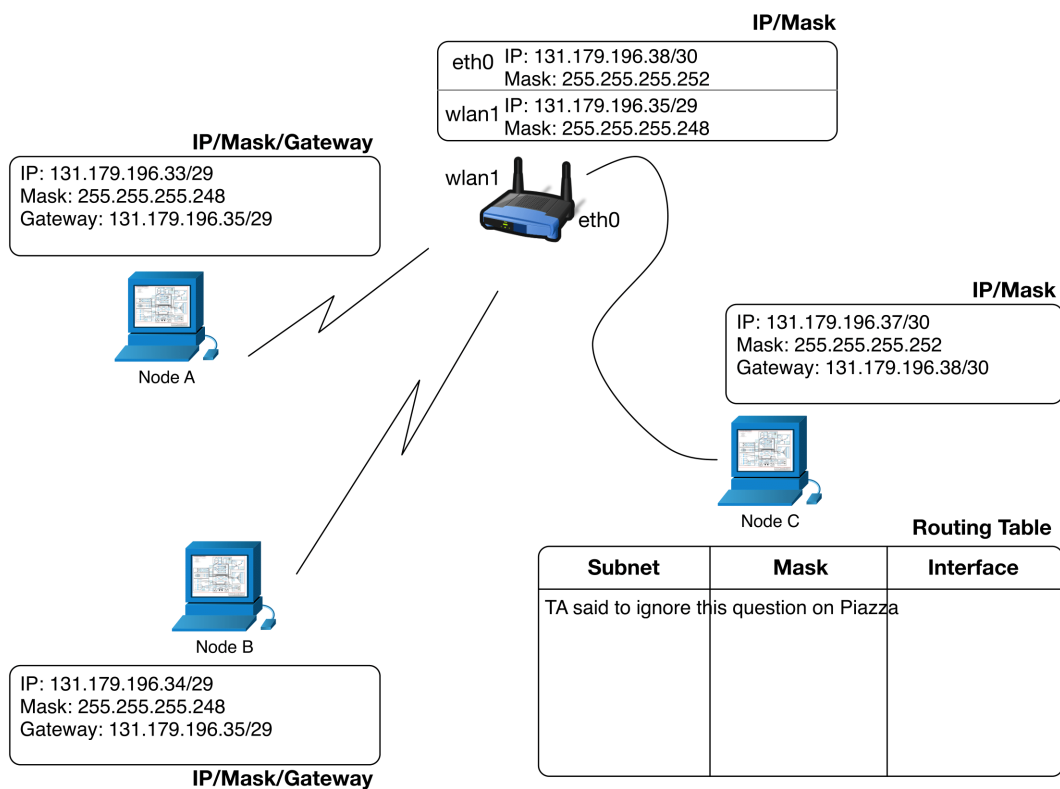 IP/Mask
eth0
IP: 131.179.196.38/30
Mask: 255.255.255.252
wlan1
IP: 131.179.196.35/29
Mask: 255.255.255.248
IP/Mask/Gateway
IP: 131.179.196.33/29
Mask: 255.255.255.248
Gateway: 131.179.196.35/29
wlan1
eth0
Node A
IP/Mask
IP: 131.179.196.37/30
Mask: 255.255.255.252
Gateway: 131.179.196.38/30
Node C
Node B
IP: 131.179.196.34/29
Mask: 255.255.255.248
Gateway: 131.179.196.35/29
IP/Mask/Gateway
Routing Table
Subnet Mask Interface
TA said to ignore this question on Piazza